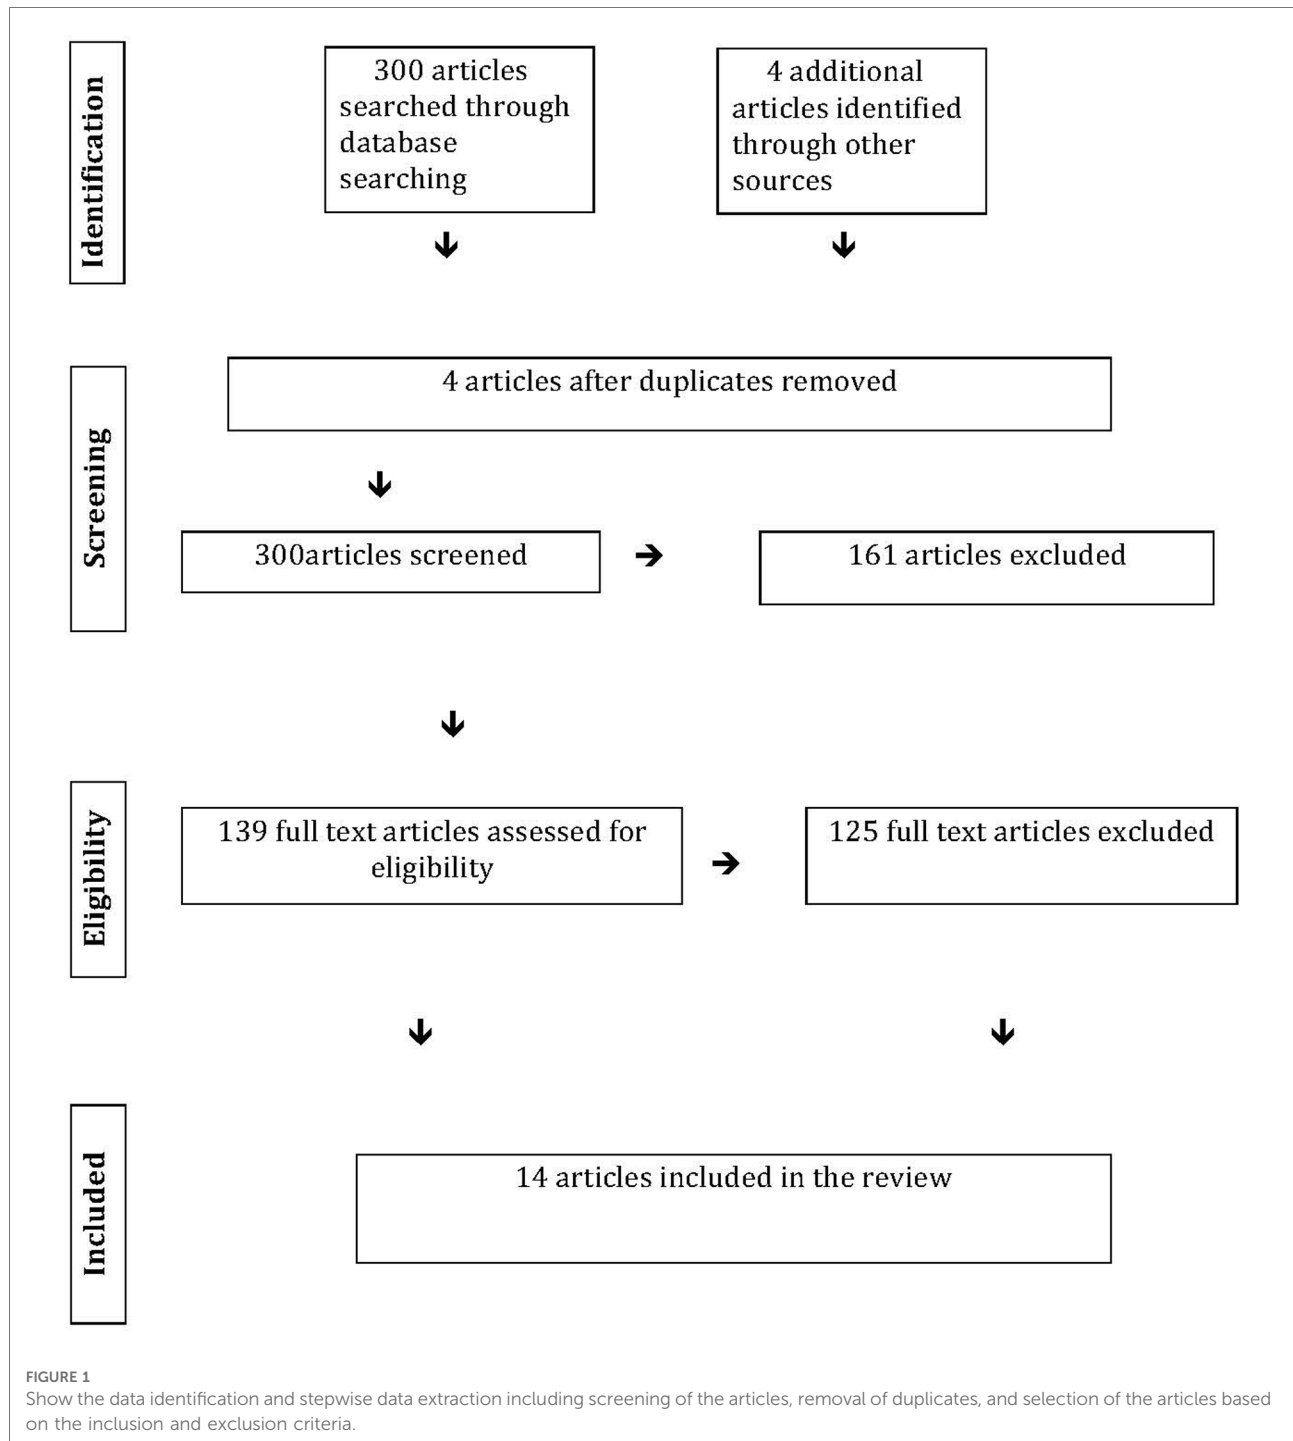 Identification
300 articles
searched through
database
searching
4 additional
articles identified
through other
sources
Screening
4 articles after duplicates removed
300articles screened
161 articles excluded
Eligibility
139 full text articles assessed for
eligibility
125 full text articles excluded
Included
14 articles included in the review
FIGURE 1
Show the data identification and stepwise data extraction including screening of the articles, removal of duplicates, and selection of the articles based
on the inclusion and exclusion criteria.